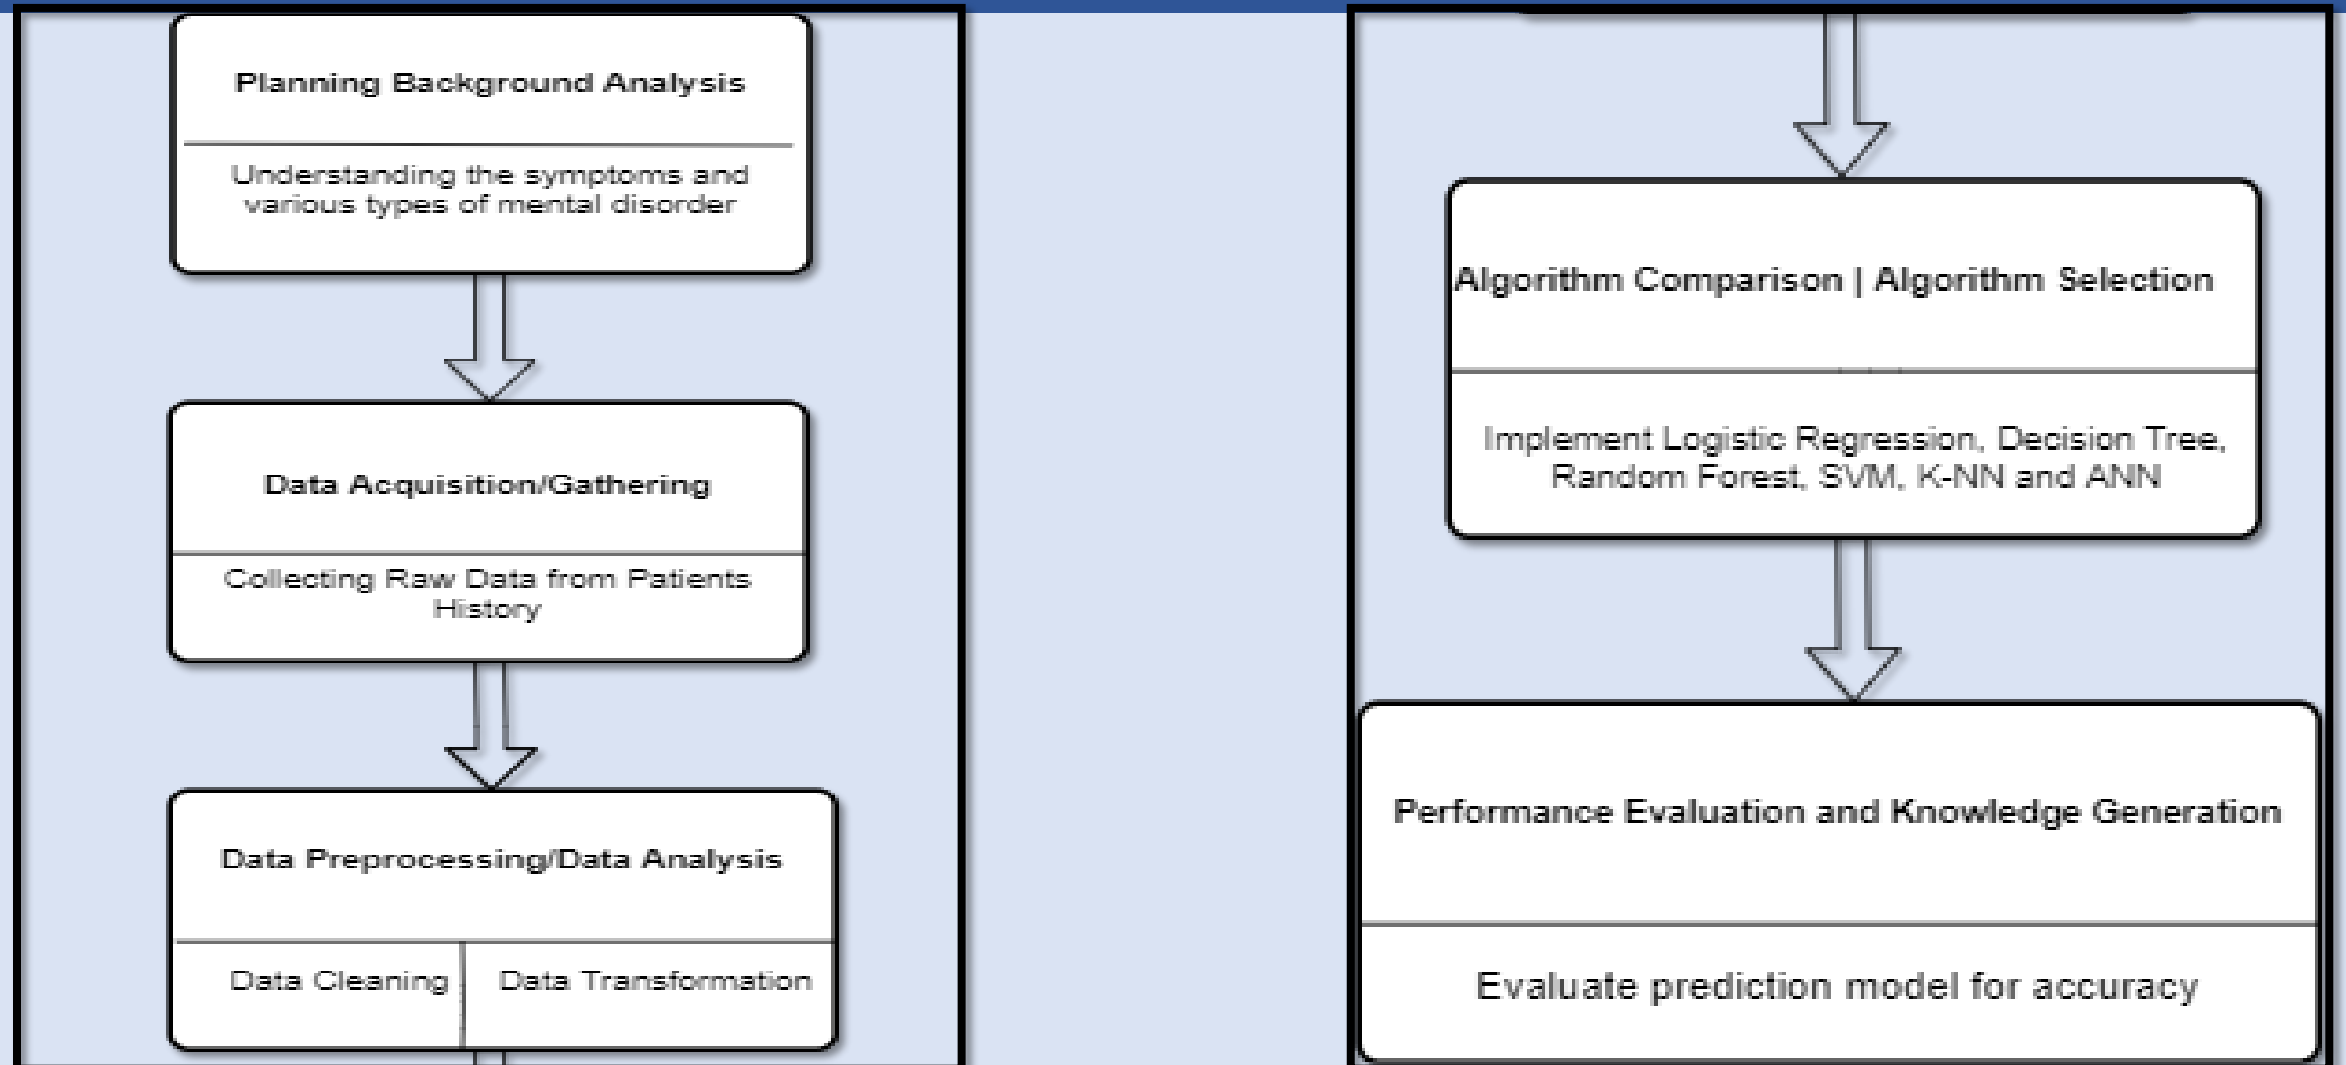 Planning Background Analysis
Understanding the symptoms and
various types of mental disorder
Data Acquisition/Gathering
Collecting Raw Data from Patients
History
Data Preprocessing/Data Analysis
Data Cleaning
Data Transformation
Algorithm Comparison | Algorithm Selection
Implement Logistic Regression, Decision Tree,
Random Forest, SVM, K-NN and ANN
Performance Evaluation and Knowledge Generation
Evaluate prediction model for accuracy